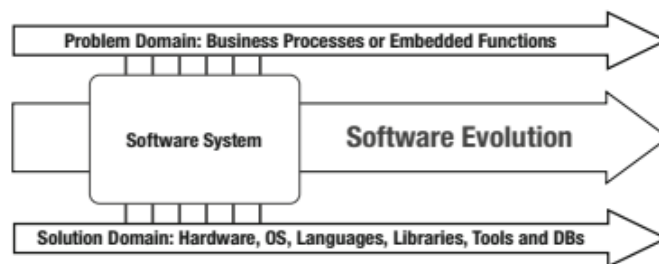 Problem Domain: Business Processes or Embedded Functions
Software System
Software Evolution
Solution Domain: Hardware, OS, Languages, Libraries, Tools and DBs